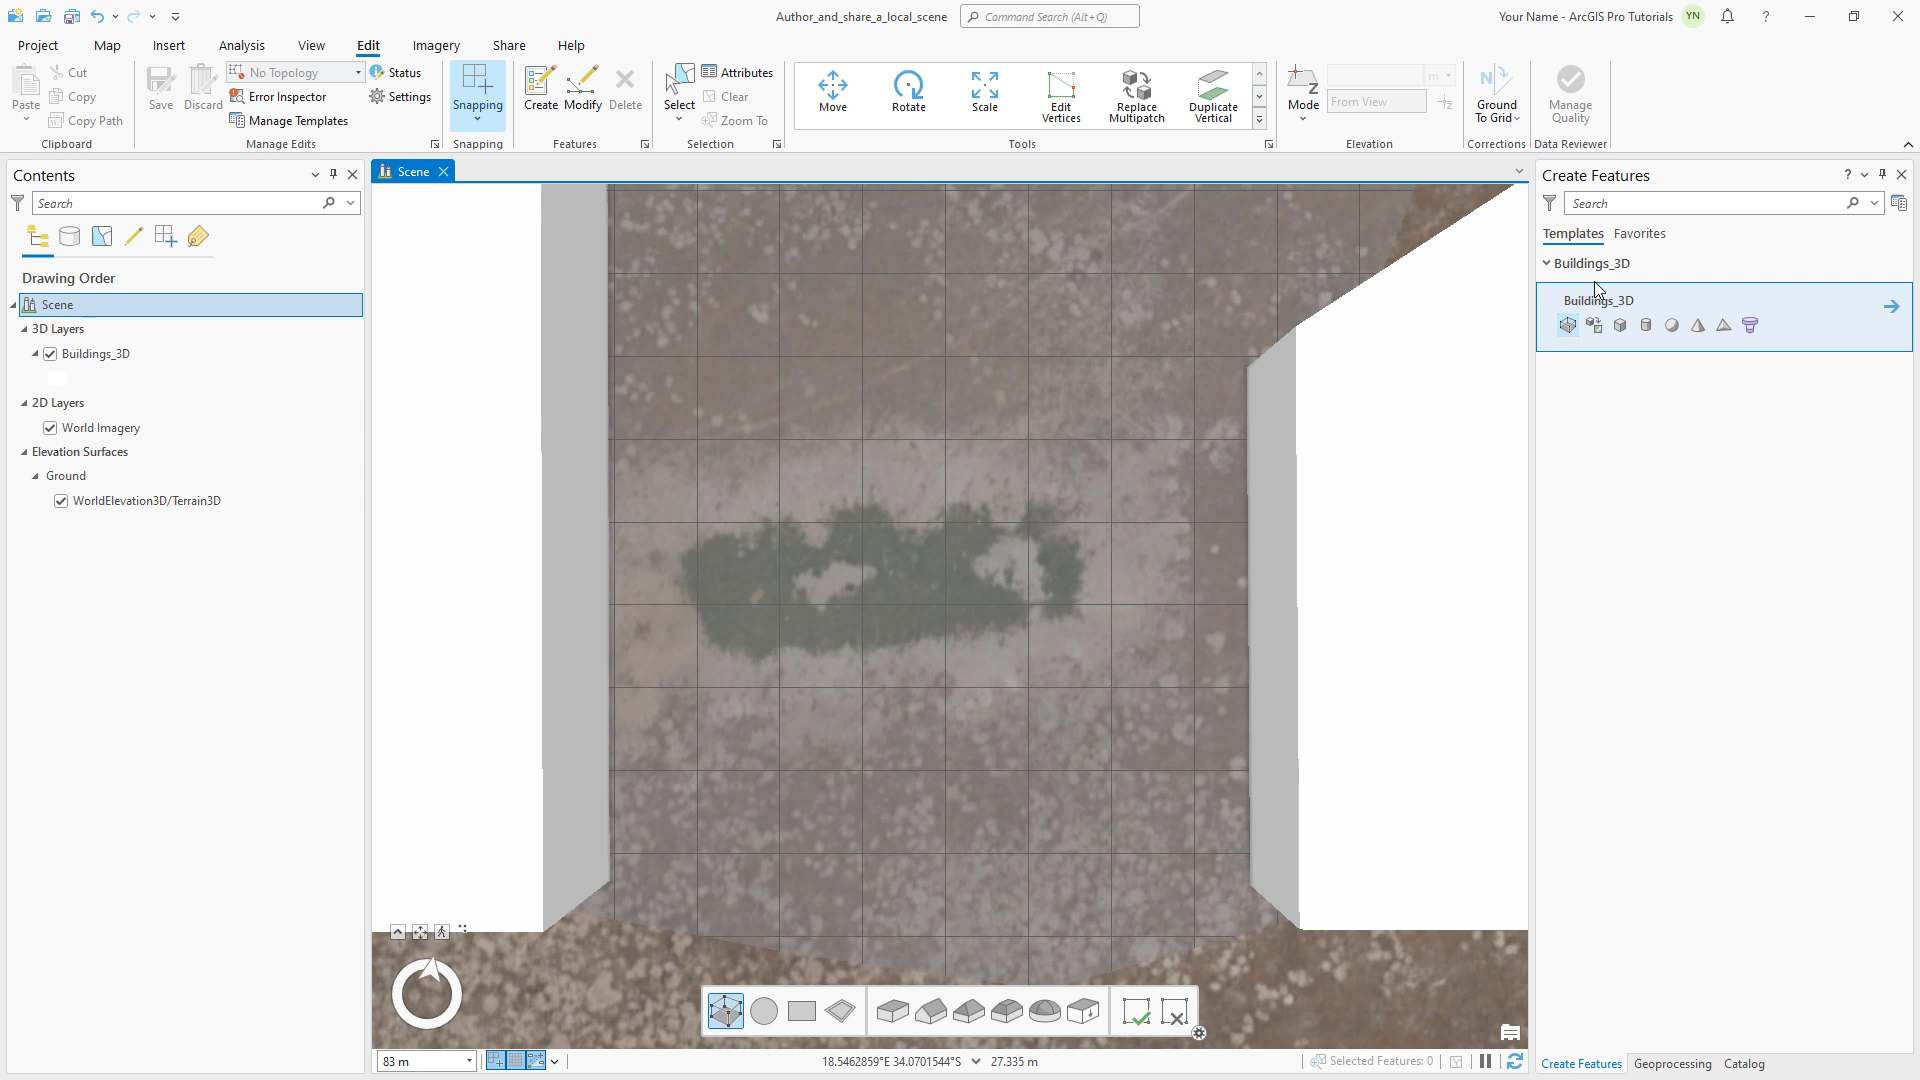 Author_and_share_a_local_scene
Command Search (Alt+Q)
Your Name - ArcGIS Pro Tutorials
YN
Project
Map
Insert
Analysis
View
Edit
Imagery
Share
Help
Paste
Cut
Copy
Copy Path
Clipboard
Save
Discard
No Topology
Error Inspector
Manage Templates
Status
Settings
Manage Edits
Snapping
Snapping
Create
Modify
Delete
Features
Select
Attributes
Clear
Zoom To
Selection
Move
Rotate
Scale
Edit
Vertices
Replace
Multipatch
Duplicate
Vertical
Tools
Mode
m
From View
Elevation
Ground
To Grid
Corrections
Manage
Quality
Data Reviewer
Contents
Search
Drawing Order
Scene
3D Layers
Buildings_3D
2D Layers
World Imagery
Elevation Surfaces
Ground
WorldElevation3D/Terrain3D
Scene
83 m
18.5462859°E 34.0701544°S
27.335 m
Selected Features: 0
Create Features
Search
Templates
Favorites
Buildings_3D
Buildings_3D
Create Features
Geoprocessing
Catalog